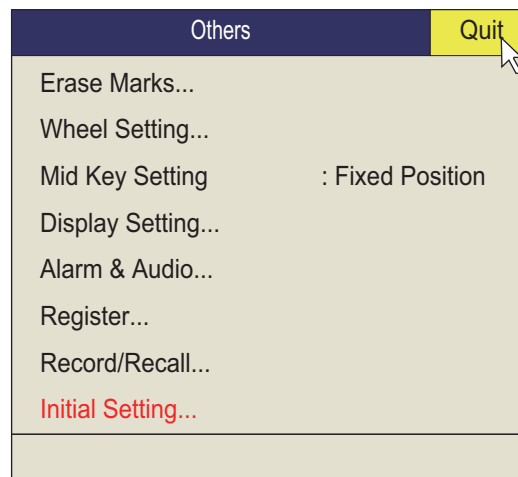 Others Quit
Erase Marks...
Wheel Setting...
Mid Key Setting : Fixed Position
Display Setting...
Alarm & Audio...
Register...
Record/Recall...
Initial Setting...